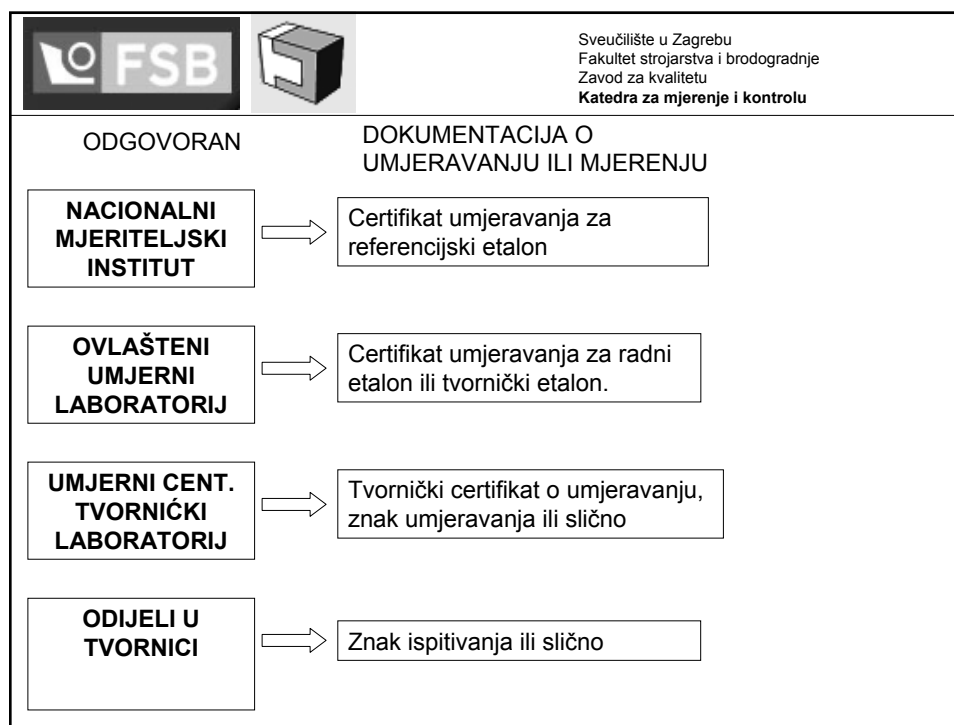 FSB
Sveučilište u Zagrebu
Fakultet strojarstva i brodogradnje
Zavod za kvalitetu
Katedra za mjerenje i kontrolu
ODGOVORAN
DOKUMENTACIJA O
UMJERAVANJU ILI MJERENJU
NACIONALNI
MJERITELJSKI
INSTITUT
Certifikat umjeravanja za
referencijski etalon
OVLAŠTENI
UMJERNI
LABORATORIJ
Certifikat umjeravanja za radni
etalon ili tvornički etalon.
UMJERNI CENT.
TVORNIĆKI
LABORATORIJ
Tvornički certifikat o umjeravanju,
znak umjeravanja ili slično
ODIJELI U
TVORNICI
Znak ispitivanja ili slično